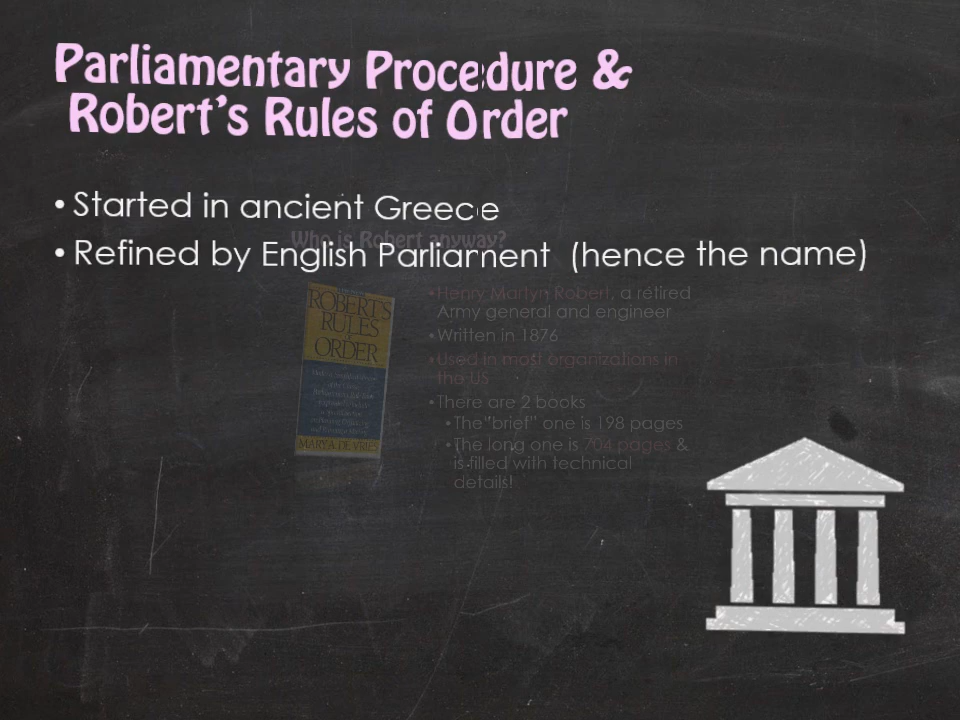 Parliamentary Procedure &
Robert's Rules of Order
• Started in ancient Greece
• Refined by English Parliament (hence the name)
Who is Robert anyway?
ROBERT'S
RULES
OF
ORDER
MARY A. DE VRIES
• Henry Martyn Robert, a retired
Army general and engineer
• Written in 1876
• Used in most organizations in
the US
• There are 2 books
• The "brief" one is 198 pages
• The long one is 704 pages &
is filled with technical
details!